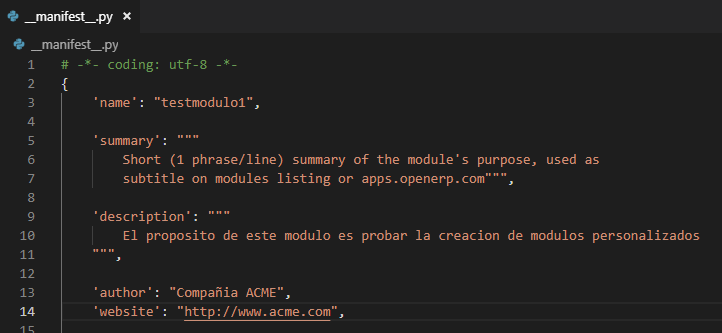 __manifest__.py ×
__manifest__.py
1 # -*- coding: utf-8 -*-
2 {
3     'name': "testmodulo1",
4
5     'summary': """
6         Short (1 phrase/line) summary of the module's purpose, used as
7         subtitle on modules listing or apps.openerp.com""",
8
9     'description': """
10         El proposito de este modulo es probar la creacion de modulos personalizados
11     """,
12
13     'author': "Compañia ACME",
14     'website': "http://www.acme.com",
15